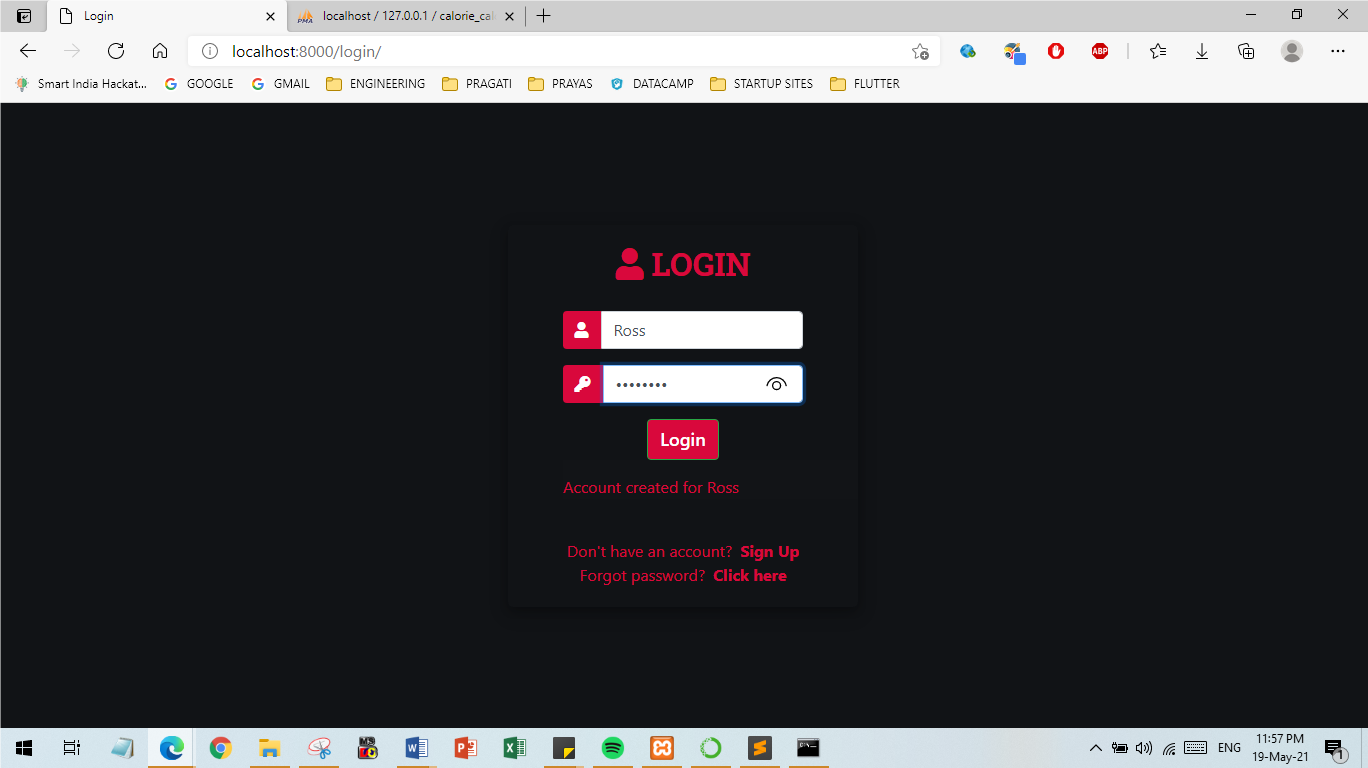 Login
localhost / 127.0.0.1 / calorie_cal
localhost:8000/login/
ABP
Smart India Hackat...
GOOGLE
GMAIL
ENGINEERING
PRAGATI
PRAYAS
DATACAMP
STARTUP SITES
FLUTTER
LOGIN
Ross
••••••••
Login
Account created for Ross
Don't have an account? Sign Up
Forgot password? Click here
ENG
11:57 PM
19-May-21
1